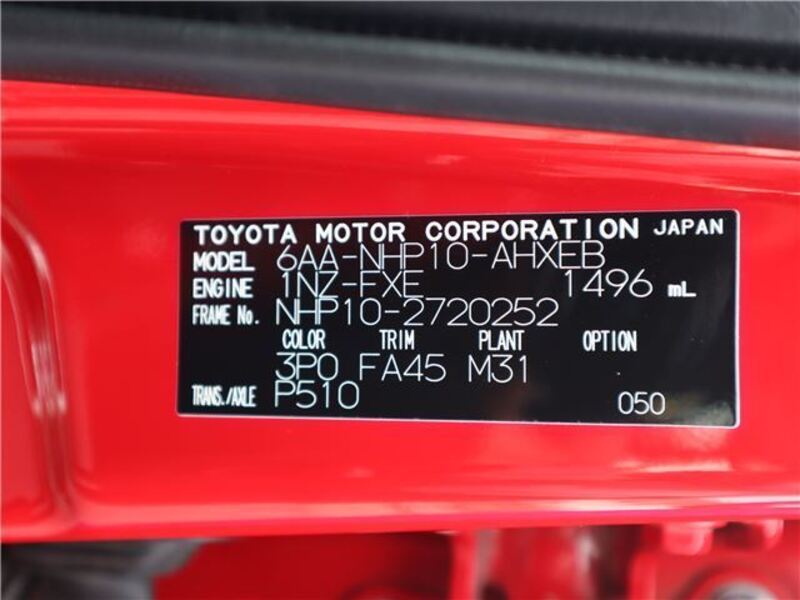 TOYOTA MOTOR CORPORATION JAPAN
MODEL 6AA-NHP10-AHXEB
ENGINE 1NZ-FXE 1496 mL
FRAME No. NHP10-2720252
COLOR TRIM PLANT OPTION
3P0 FA45 M31
TRANS./AXLE P510 050